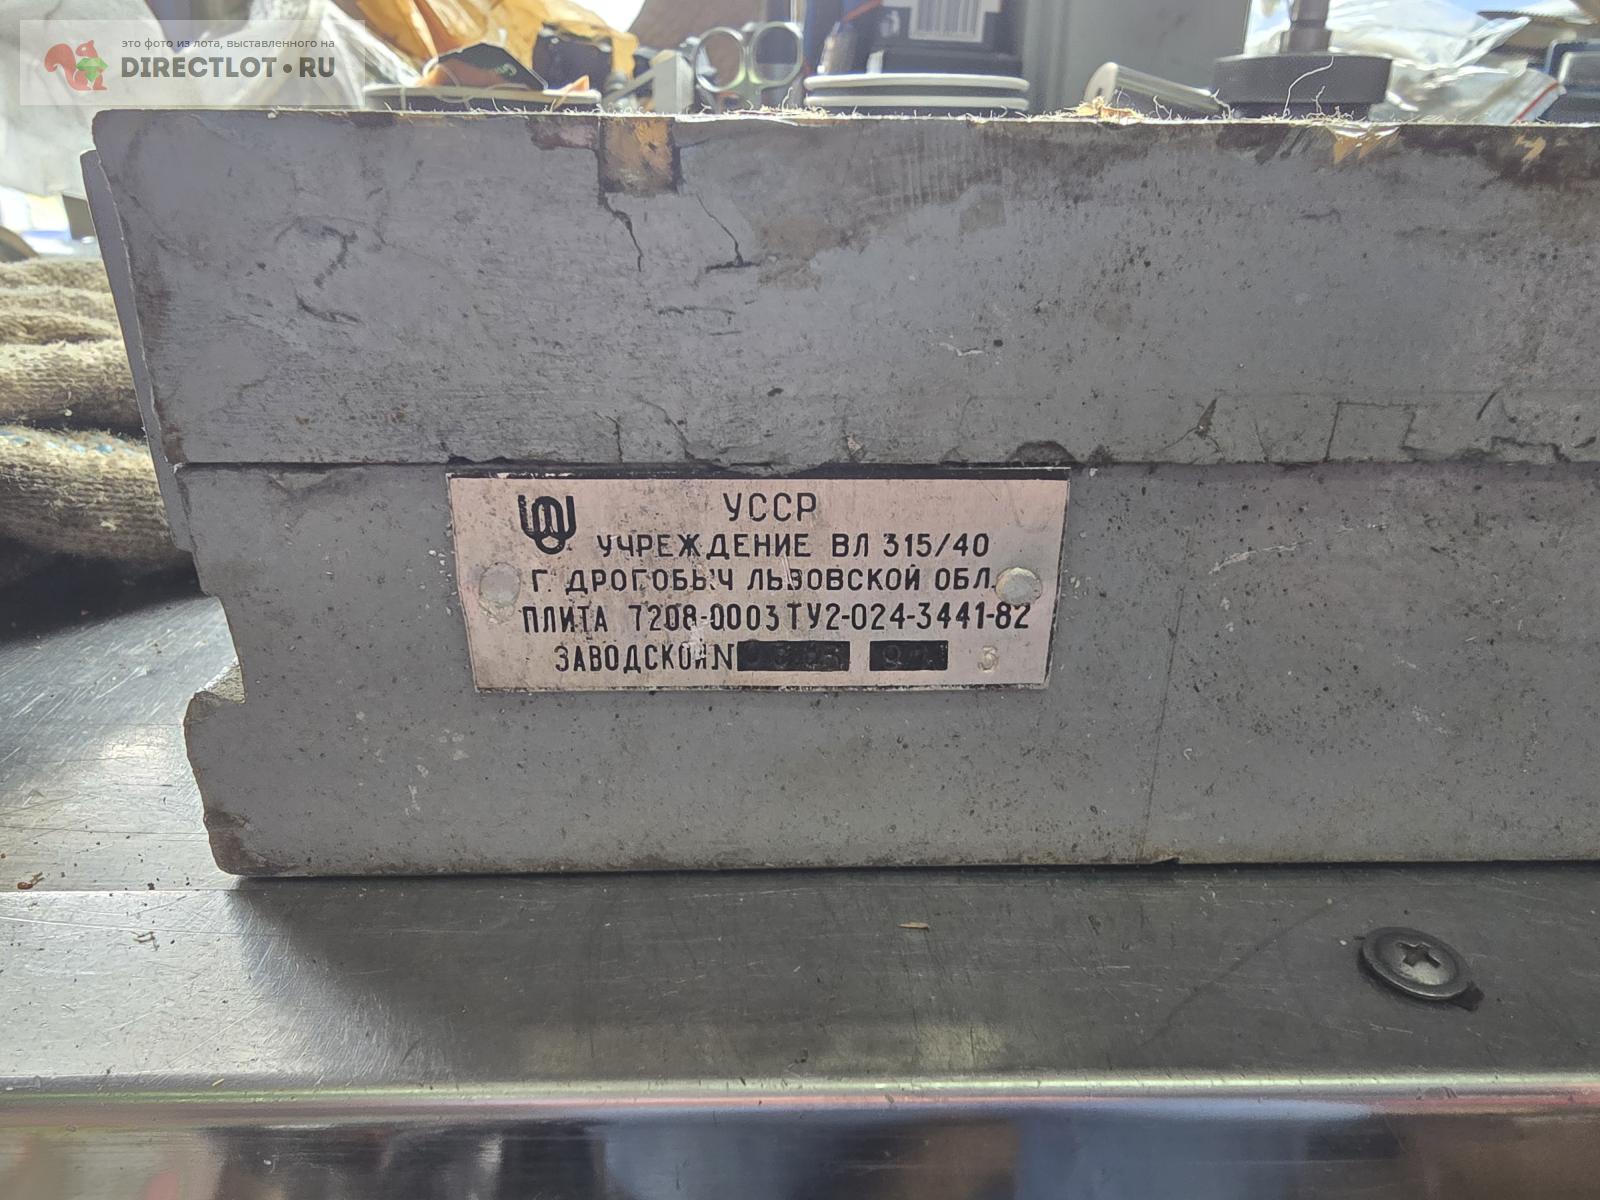 это фото из лота, выставленного на
DIRECTLOT.RU
УССР
УЧРЕЖДЕНИЕ ВЛ 315/40
Г. ДРОГОБЫЧ ЛЬВОВСКОЙ ОБЛ.
ПЛИТА 7208-0003 ТУ2-024-3441-82
ЗАВОДСКОЙ N
3